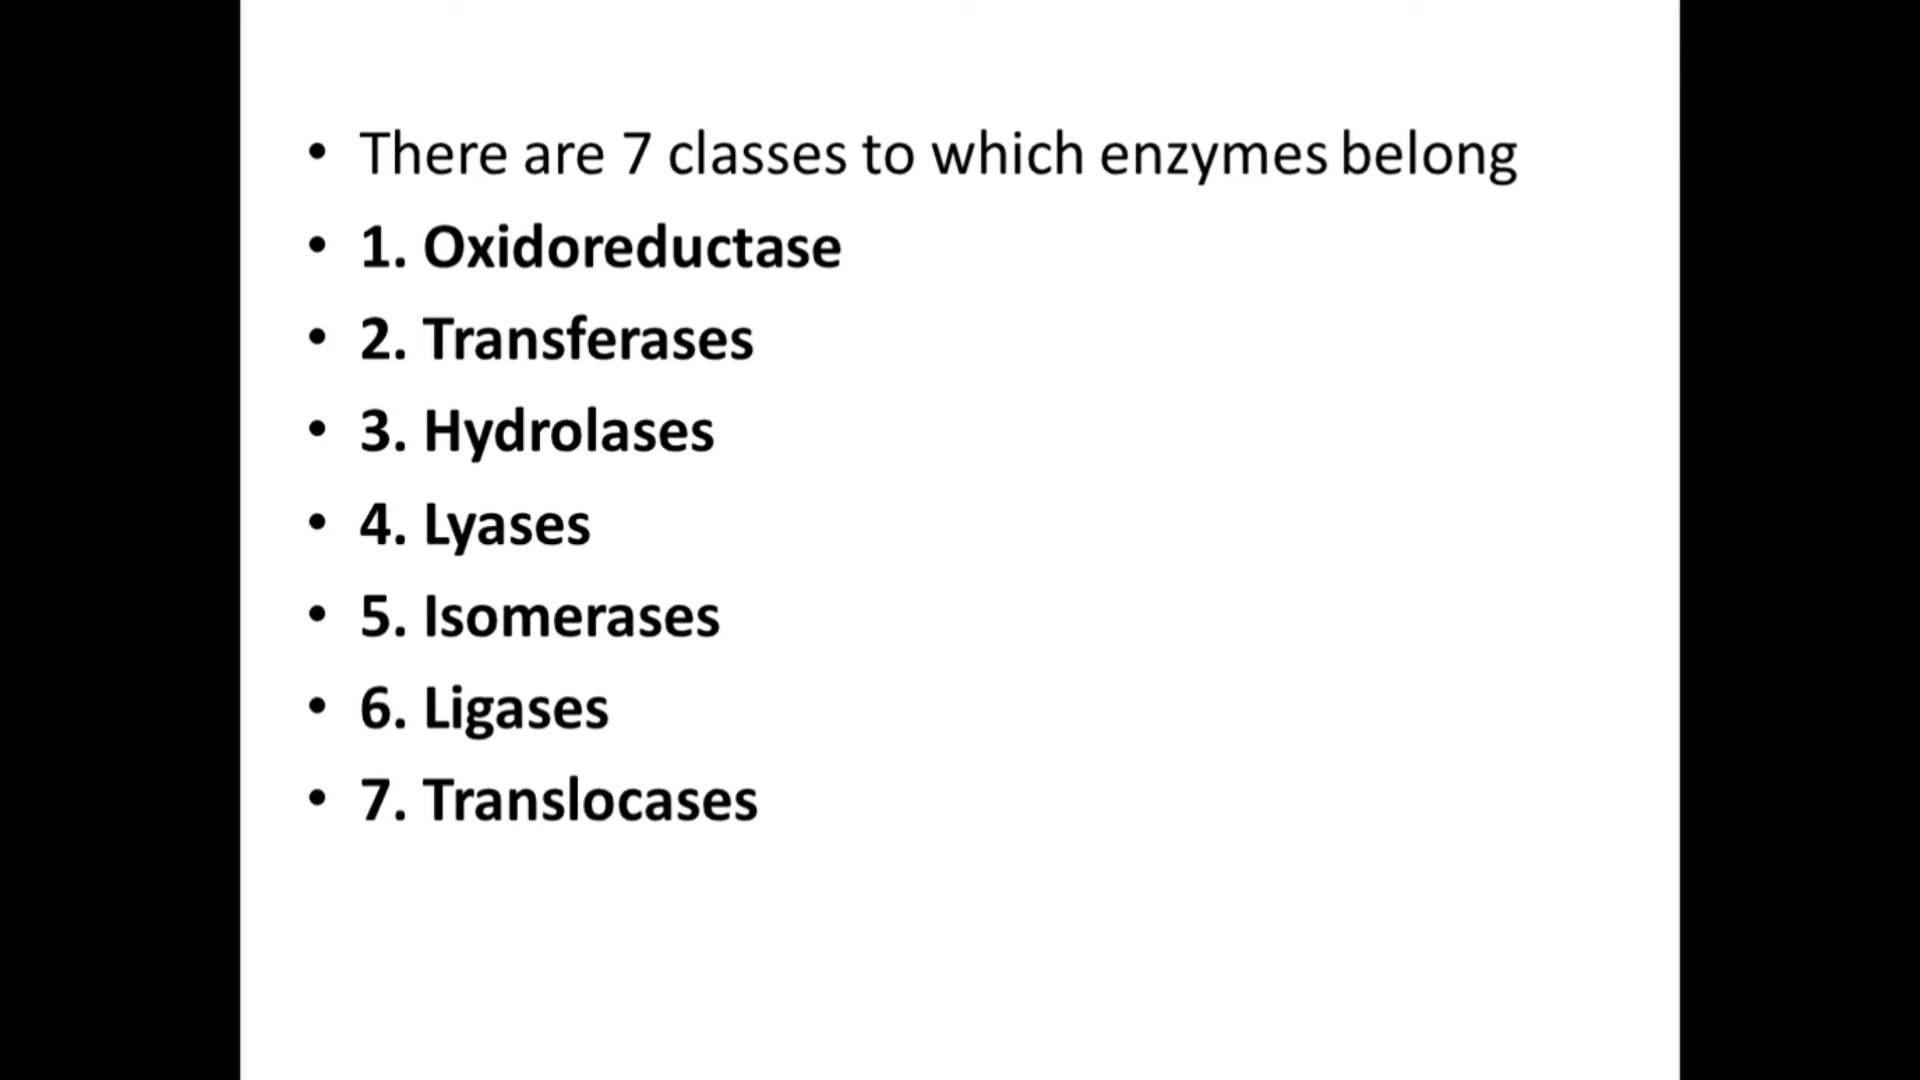 • There are 7 classes to which enzymes belong
• 1. Oxidoreductase
• 2. Transferases
• 3. Hydrolases
• 4. Lyases
• 5. Isomerases
• 6. Ligases
• 7. Translocases